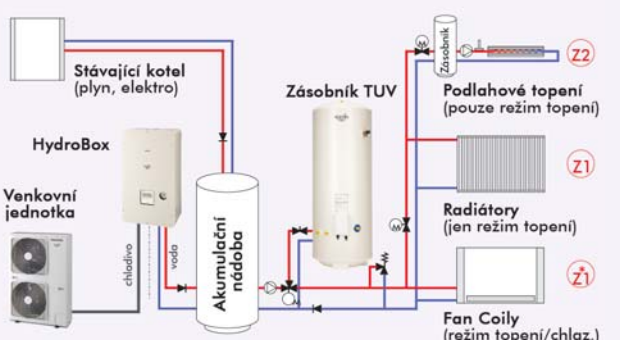 Stávající kotel
(plyn, elektro)
HydroBox
Venkovní
jednotka
chladivo
voda
Akumulační
nádoba
Zásobník TUV
M
M
M
Zásobník
Z2
Podlahové topení
(pouze režim topení)
Z1
Radiátory
(jen režim topení)
Z*1
Fan Coily
(režim topení/chlaz.)